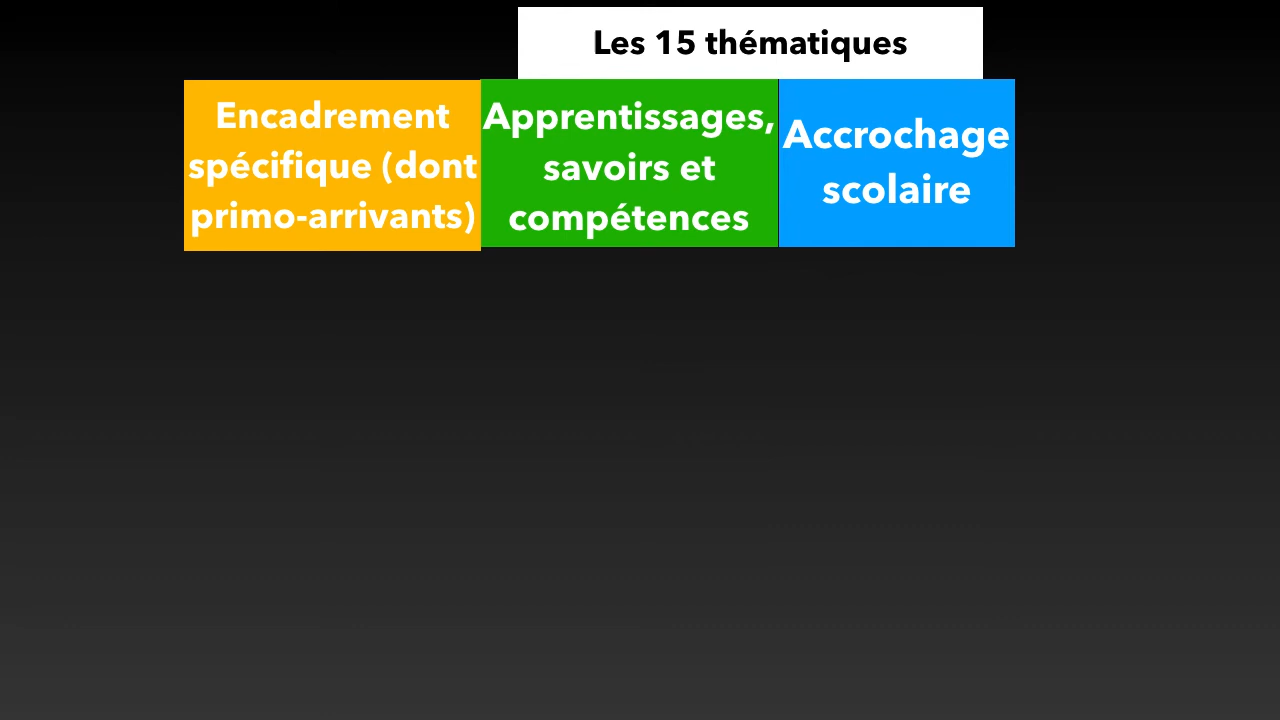 Les 15 thématiques
Encadrement
spécifique (dont
primo-arrivants)
Apprentissages,
savoirs et
compétences
Accrochage
scolaire